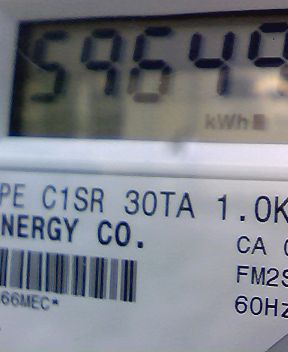 59649
kWh
PE C1SR 30TA 1.0K
NERGY CO.
CA
FM2S
66MEC*
60Hz